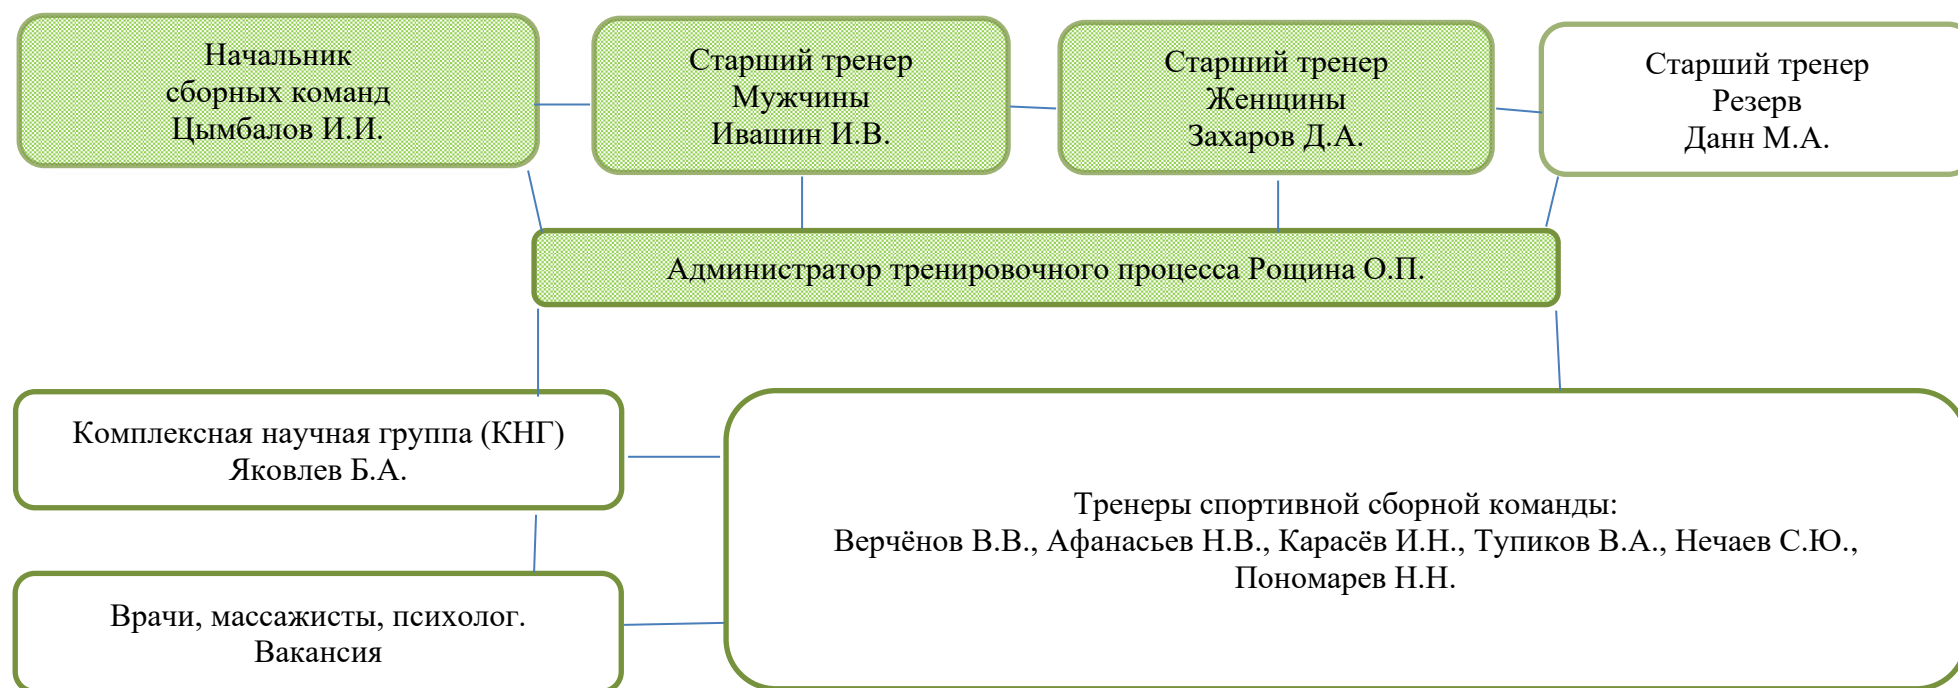 Начальник
сборных команд
Цымбалов И.И.
Старший тренер
Мужчины
Ивашин И.В.
Старший тренер
Женщины
Захаров Д.А.
Старший тренер
Резерв
Данн М.А.
Администратор тренировочного процесса Рощина О.П.
Комплексная научная группа (КНГ)
Яковлев Б.А.
Тренеры спортивной сборной команды:
Верчёнов В.В., Афанасьев Н.В., Карасёв И.Н., Тупиков В.А., Нечаев С.Ю.,
Пономарев Н.Н.
Врачи, массажисты, психолог.
Вакансия